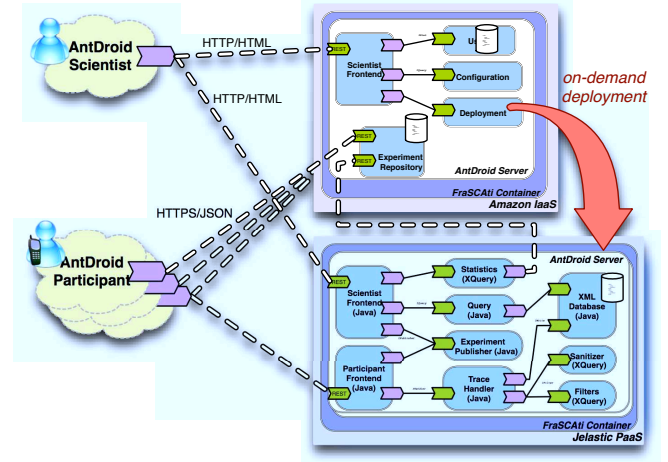 AntDroid
Scientist
HTTP/HTML
HTTP/HTML
REST
Scientist
Frontend
Configuration
Deployment
on-demand
deployment
REST
REST
Experiment
Repository
AntDroid Server
FraSCAti Container
Amazon IaaS
HTTPS/JSON
AntDroid
Participant
AntDroid Server
REST
Scientist
Frontend
(Java)
Statistics
(XQuery)
Query
(Java)
XML
Database
(Java)
Experiment
Publisher (Java)
REST
Participant
Frontend
(Java)
Trace
Handler
(Java)
Sanitizer
(XQuery)
Filters
(XQuery)
FraSCAti Container
Jelastic PaaS